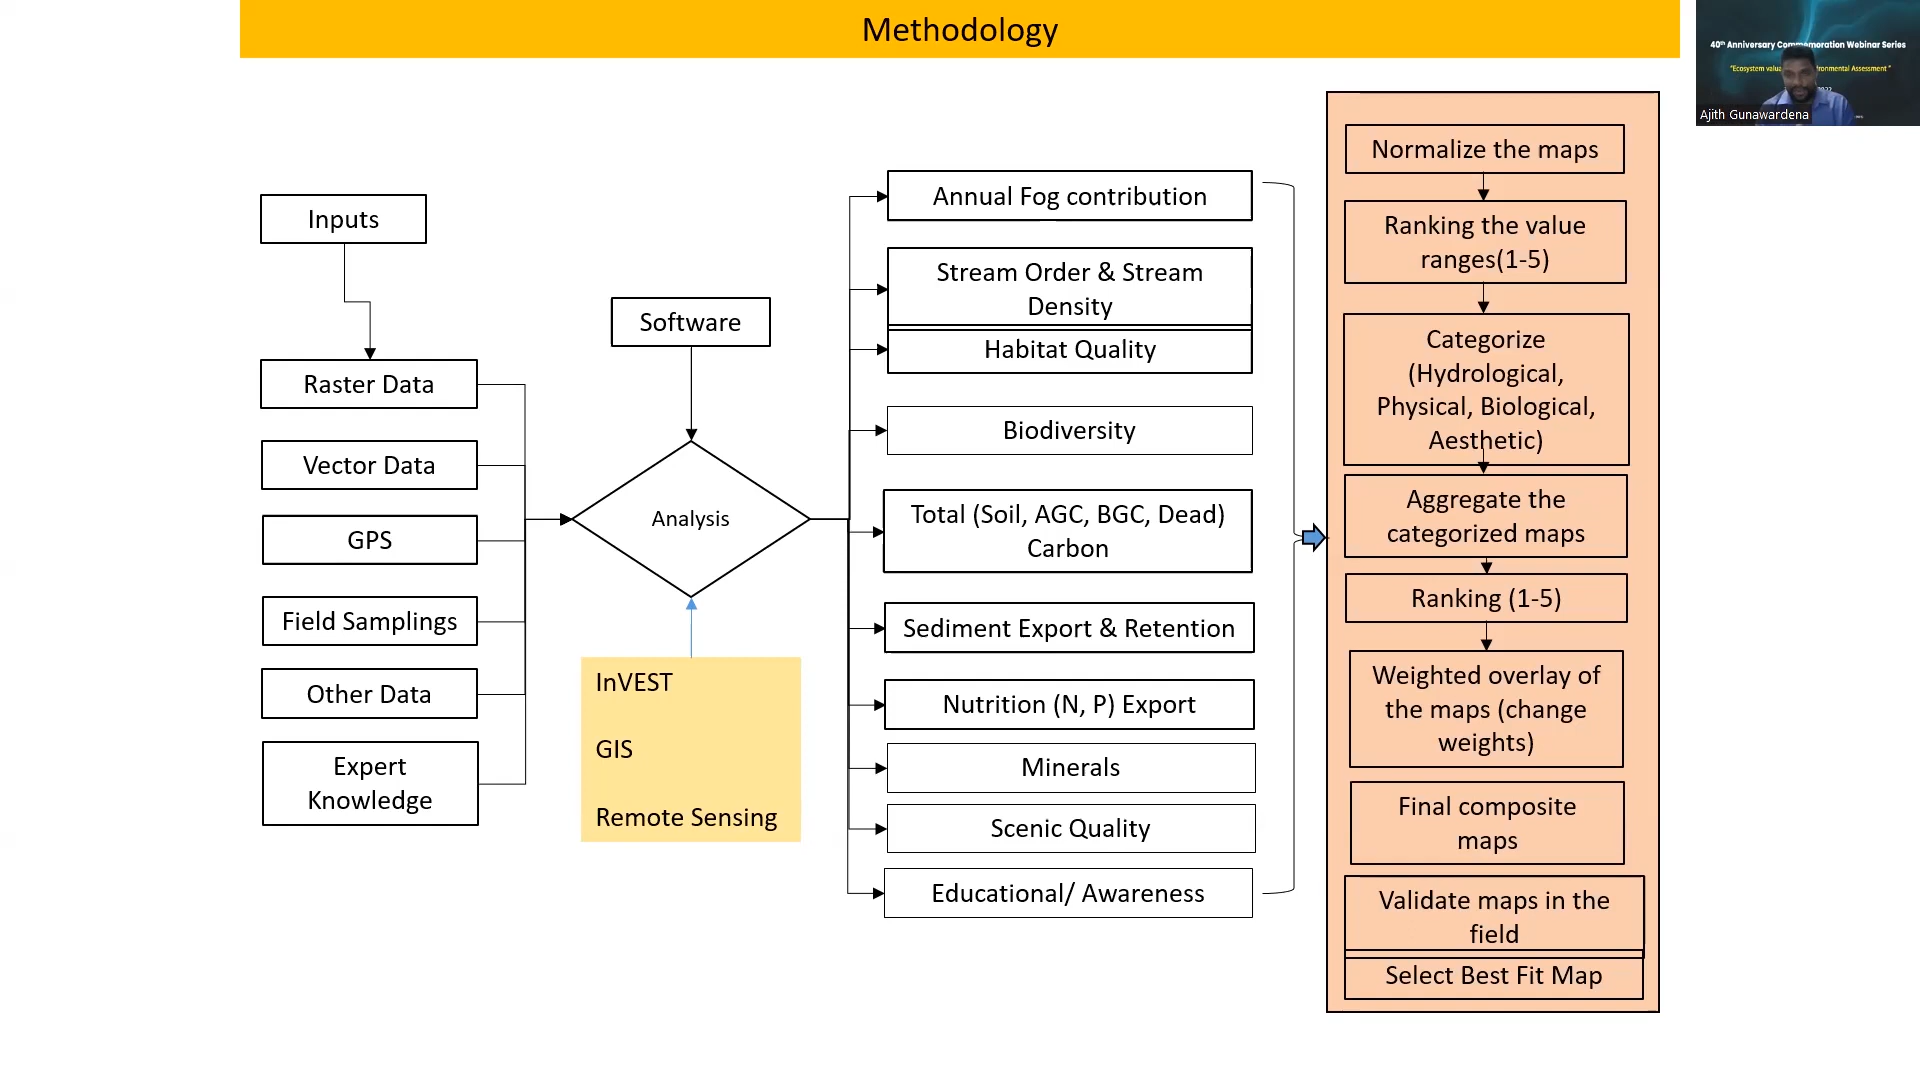 Methodology
40th Anniversary Commemoration Webinar Series
"Ecosystem valua
ronmental Assessment "
Ajith Gunawardena
Inputs
Raster Data
Vector Data
GPS
Field Samplings
Other Data
Expert
Knowledge
Software
Analysis
InVEST
GIS
Remote Sensing
Annual Fog contribution
Stream Order & Stream
Density
Habitat Quality
Biodiversity
Total (Soil, AGC, BGC, Dead)
Carbon
Sediment Export & Retention
Nutrition (N, P) Export
Minerals
Scenic Quality
Educational/ Awareness
Normalize the maps
Ranking the value
ranges(1-5)
Categorize
(Hydrological,
Physical, Biological,
Aesthetic)
Aggregate the
categorized maps
Ranking (1-5)
Weighted overlay of
the maps (change
weights)
Final composite
maps
Validate maps in the
field
Select Best Fit Map